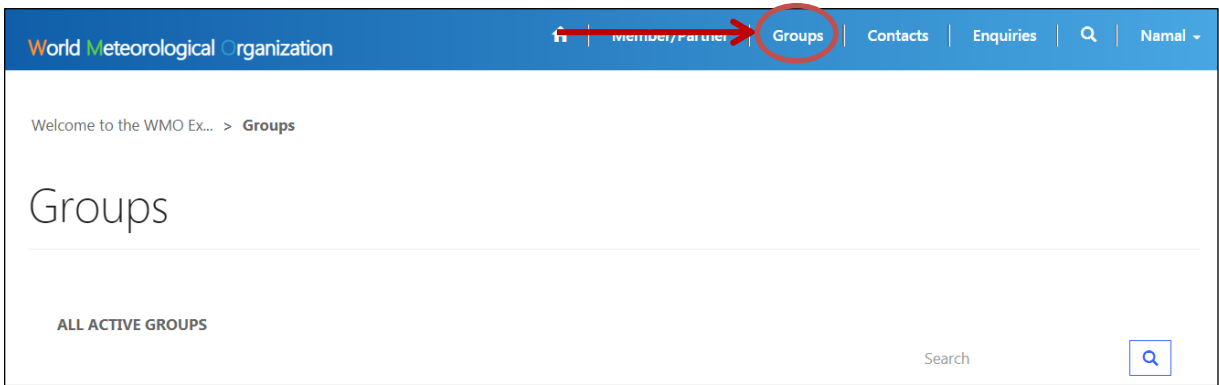 World Meteorological Organization
Member/Partner Groups Contacts Enquiries Namal
Welcome to the WMO Ex... > Groups
Groups
ALL ACTIVE GROUPS
Search